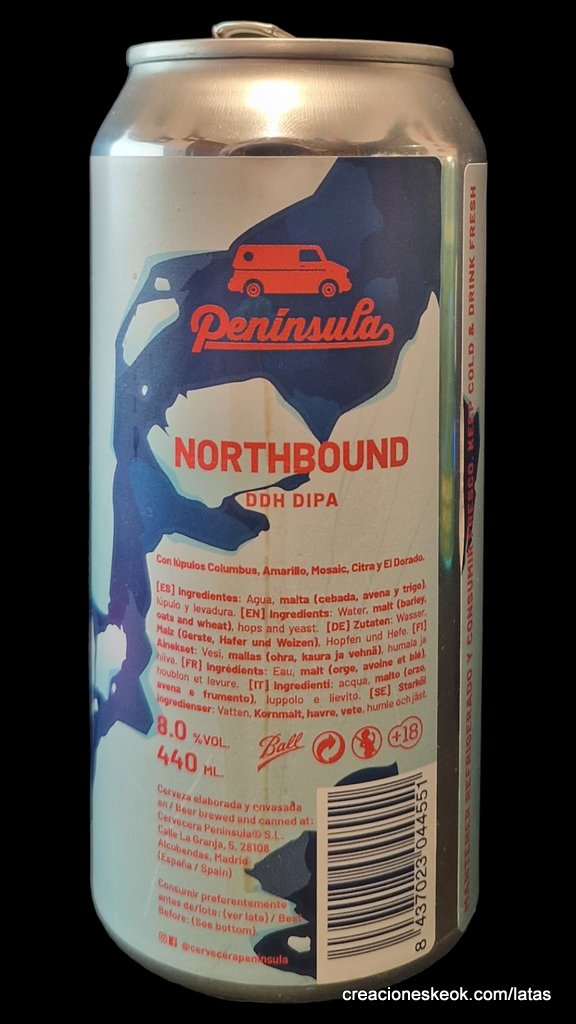 Península
NORTHBOUND
DDH DIPA
Con lúpulos Columbus, Amarillo, Mosaic, Citra y El Dorado.
[ES] Ingredientes: Agua, malta (cebada, avena y trigo),
lúpulo y levadura. [EN] Ingredients: Water, malt (barley,
oats and wheat), hops and yeast. [DE] Zutaten: Wasser,
Malz (Gerste, Hafer und Weizen), Hopfen und Hefe. [FI]
Ainekset: Vesi, mallas (ohra, kaura ja vehnä), humala ja
hiiva. [FR] Ingrédients: Eau, malt (orge, avoine et blé),
houblon et levure. [IT] Ingredienti: acqua, malto (orzo,
avena e frumento), luppolo e lievito. [SE] Starköl
Ingredienser: Vatten, Kornmalt, havre, vete, humle och jäst.
8.0 %VOL.
440 ML.
Ball
+18
Cerveza elaborada y envasada
en / Beer brewed and canned at:
Cervecera Península® S.L.
Calle La Granja, 5, 28108
Alcobendas, Madrid
(España / Spain)
Consumir preferentemente
antes de/lote: (ver lata) / Best
Before: (See bottom)
@cervecerapeninsula
8 437023 044551
MANTENER REFRIGERADO Y CONSUMIR FRESCO. KEEP COLD & DRINK FRESH
creacioneskeok.com/latas